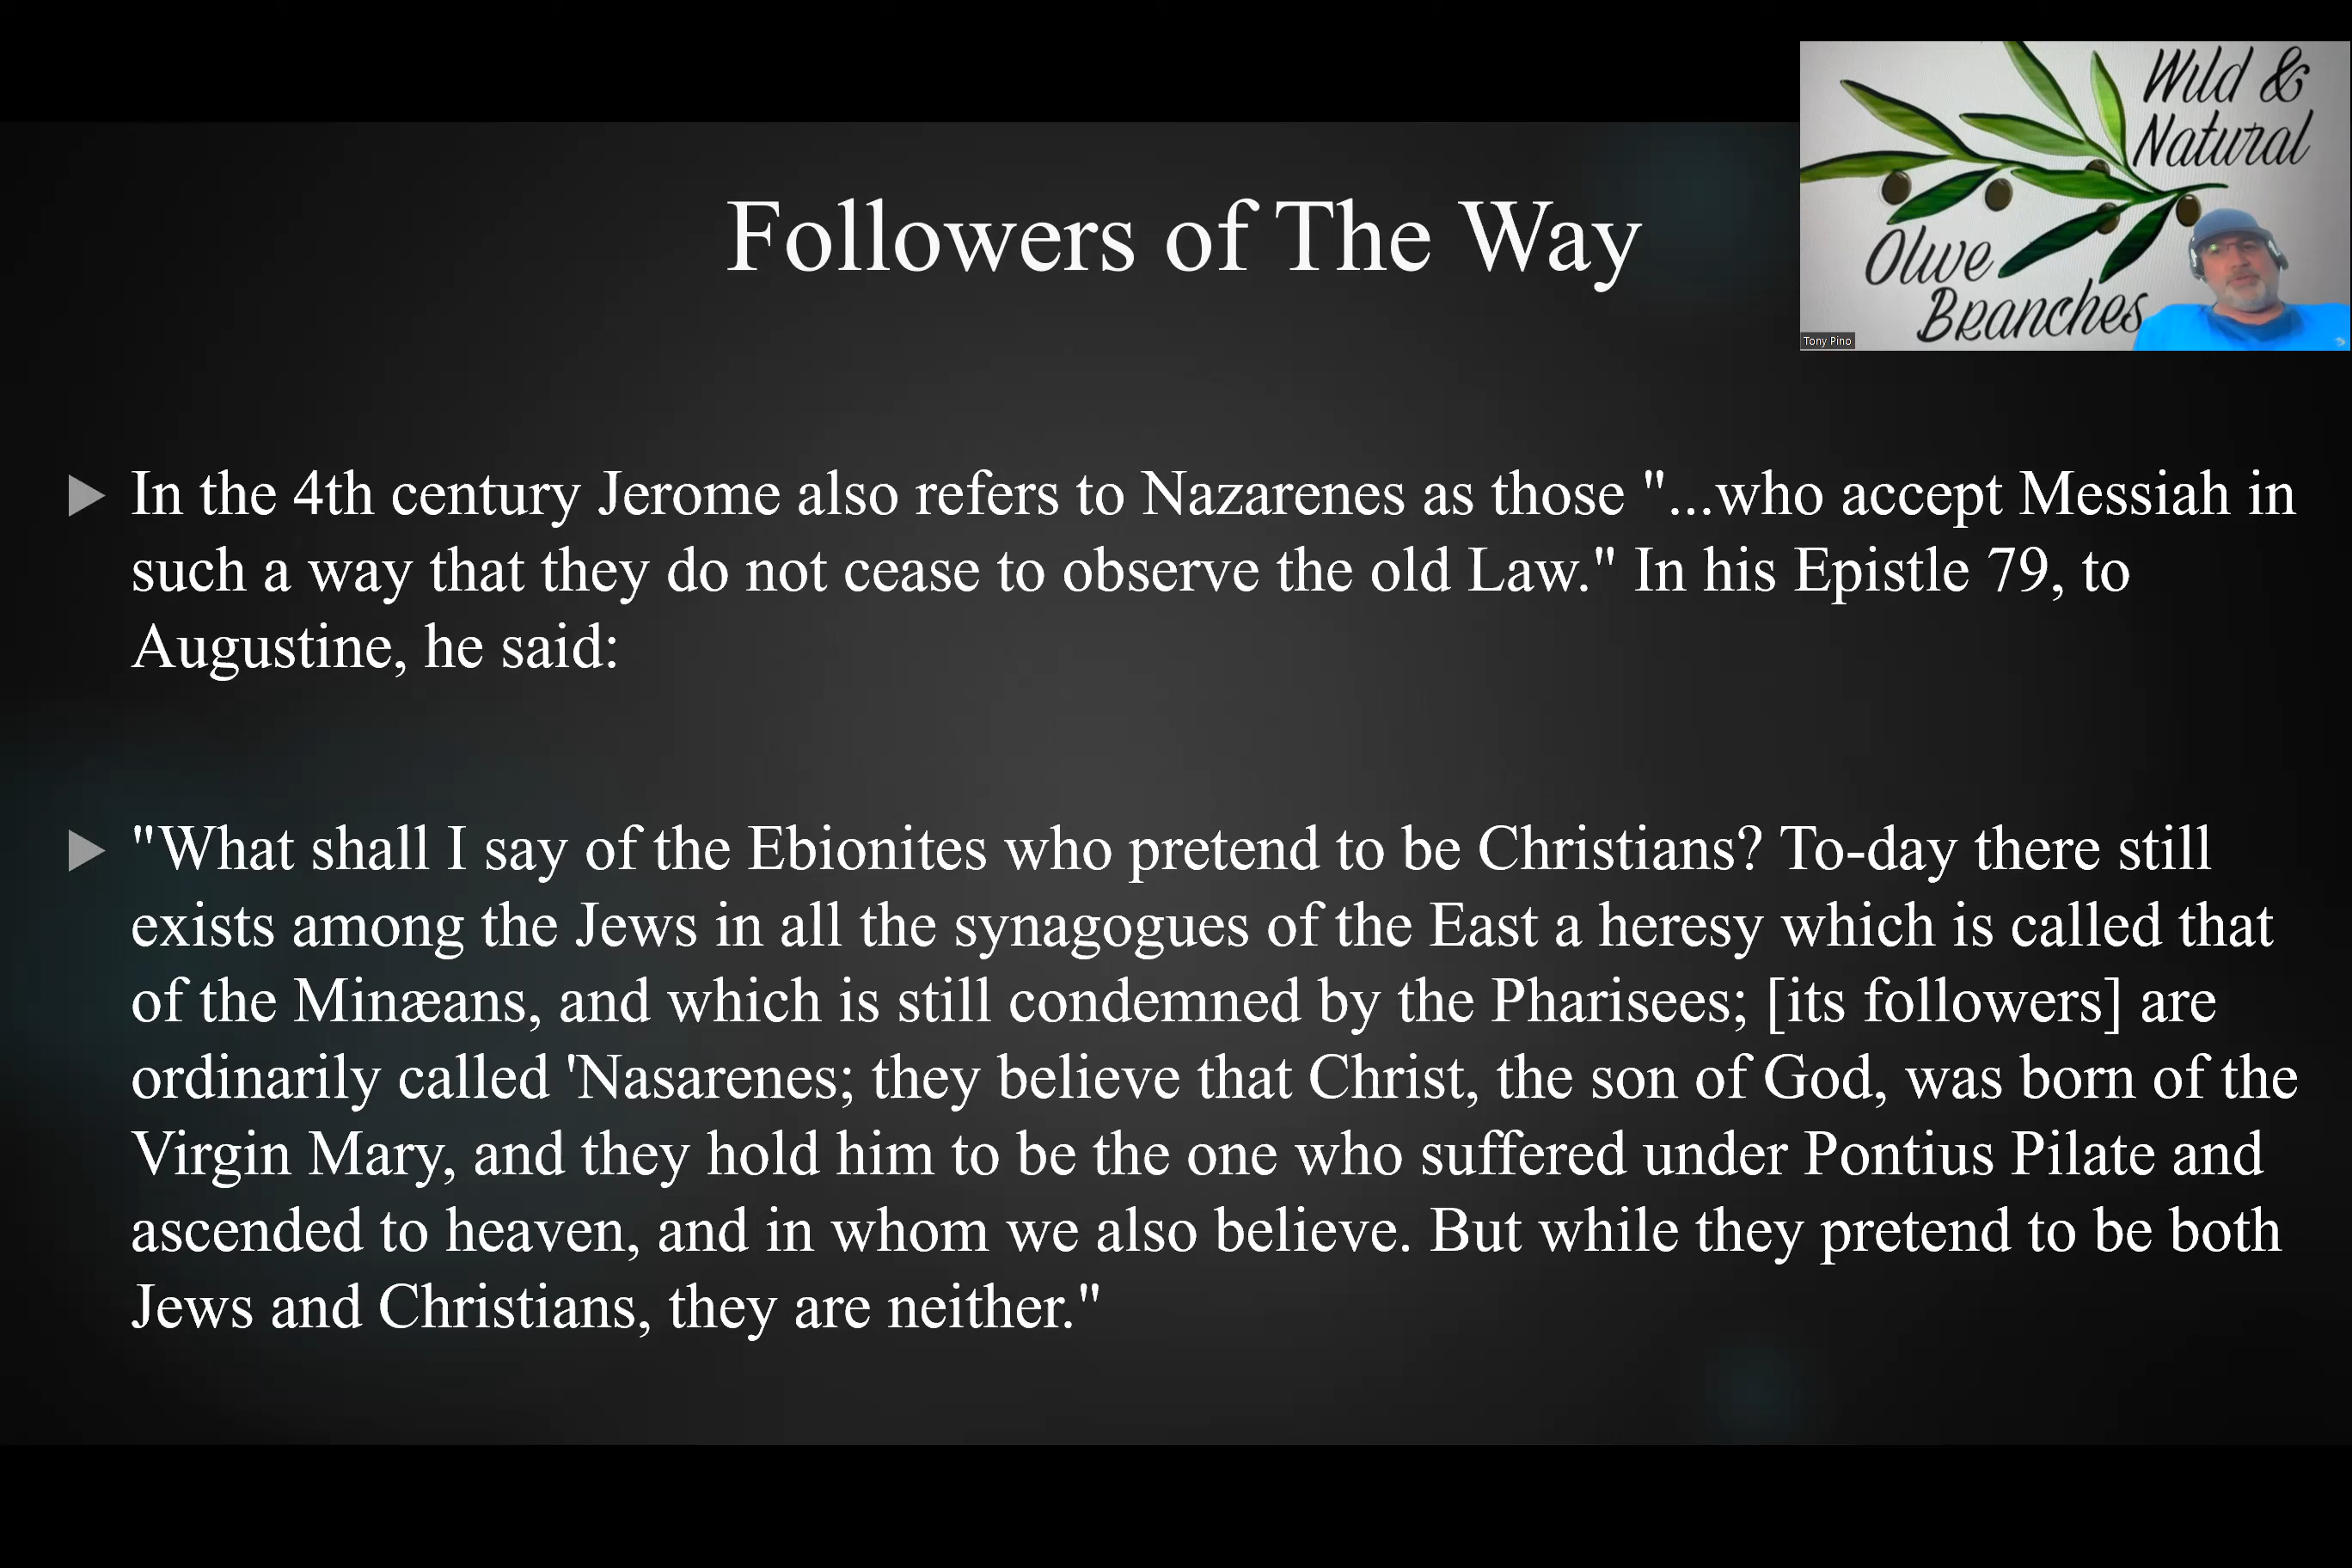 Wild &
Natural
Olive
Branches
Tony Pino
Followers of The Way
In the 4th century Jerome also refers to Nazarenes as those "...who accept Messiah in
such a way that they do not cease to observe the old Law." In his Epistle 79, to
Augustine, he said:
"What shall I say of the Ebionites who pretend to be Christians? To-day there still
exists among the Jews in all the synagogues of the East a heresy which is called that
of the Minæans, and which is still condemned by the Pharisees; [its followers] are
ordinarily called 'Nasarenes; they believe that Christ, the son of God, was born of the
Virgin Mary, and they hold him to be the one who suffered under Pontius Pilate and
ascended to heaven, and in whom we also believe. But while they pretend to be both
Jews and Christians, they are neither."